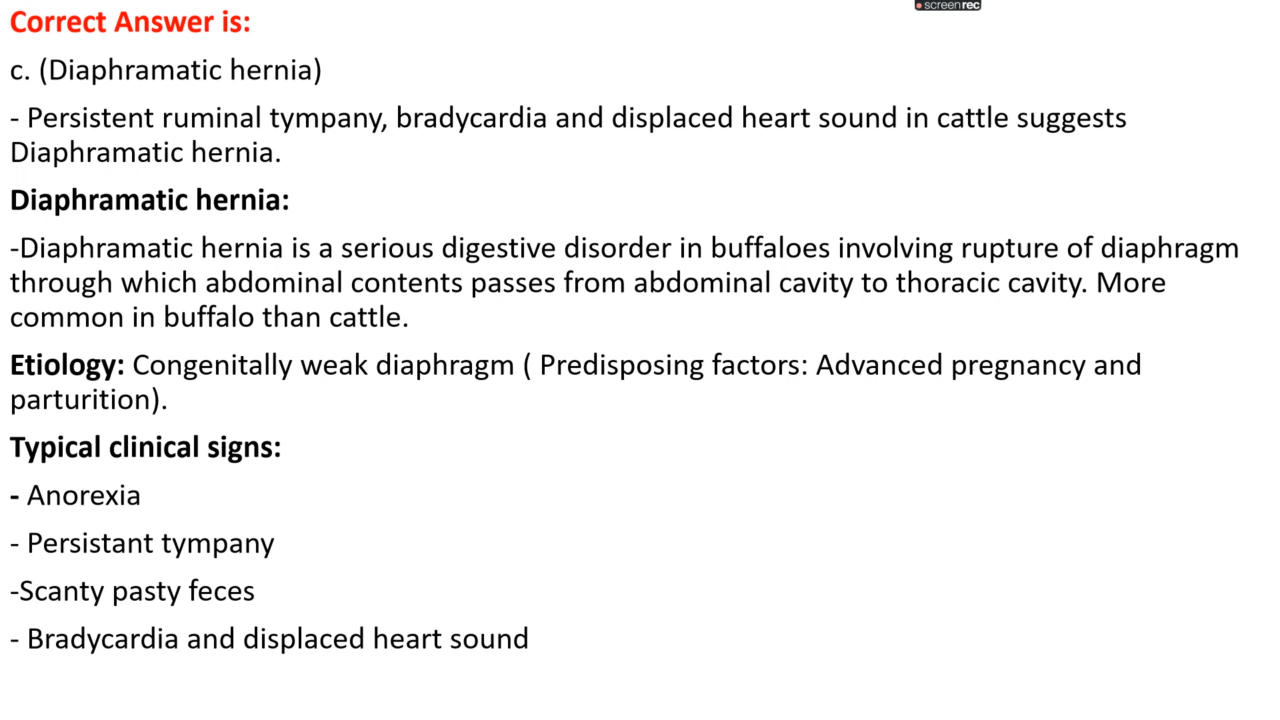 screenrec
Correct Answer is:
c. (Diaphramatic hernia)
- Persistent ruminal tympany, bradycardia and displaced heart sound in cattle suggests
Diaphramatic hernia.
Diaphramatic hernia:
-Diaphramatic hernia is a serious digestive disorder in buffaloes involving rupture of diaphragm
through which abdominal contents passes from abdominal cavity to thoracic cavity. More
common in buffalo than cattle.
Etiology: Congenitally weak diaphragm ( Predisposing factors: Advanced pregnancy and
parturition).
Typical clinical signs:
- Anorexia
- Persistant tympany
-Scanty pasty feces
- Bradycardia and displaced heart sound